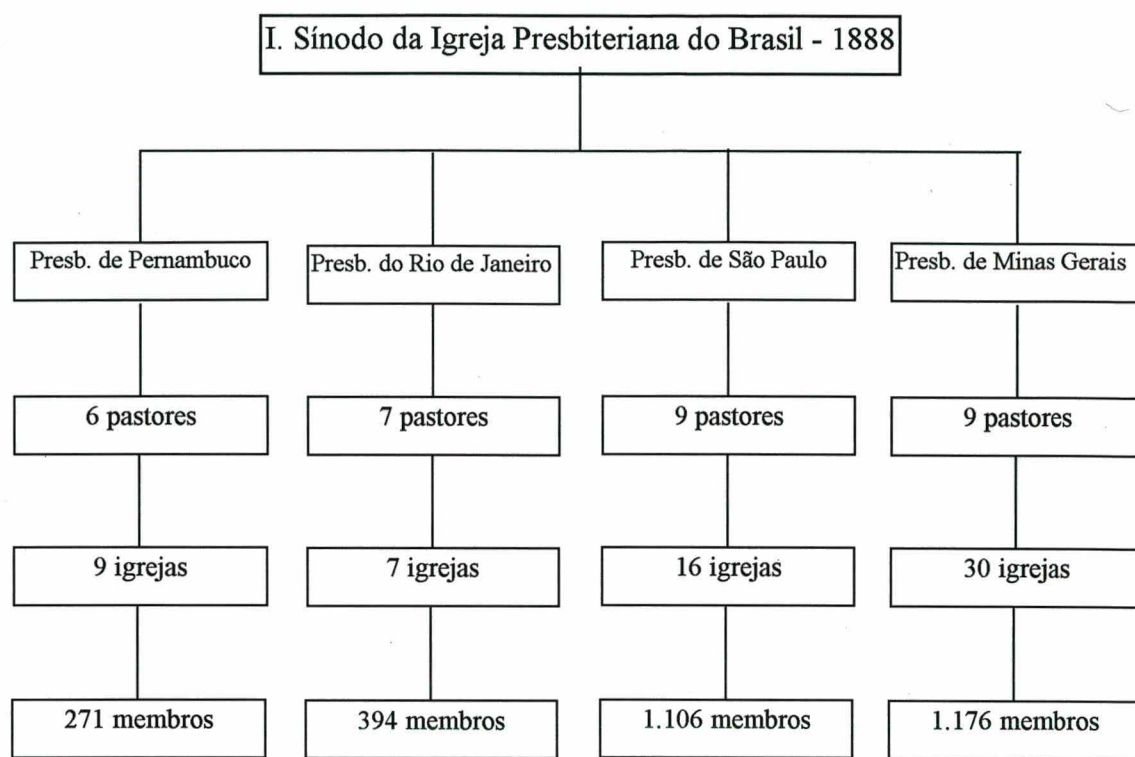 I. Sínodo da Igreja Presbiteriana do Brasil - 1888
Presb. de Pernambuco
Presb. do Rio de Janeiro
Presb. de São Paulo
Presb. de Minas Gerais
6 pastores
7 pastores
9 pastores
9 pastores
9 igrejas
7 igrejas
16 igrejas
30 igrejas
271 membros
394 membros
1.106 membros
1.176 membros